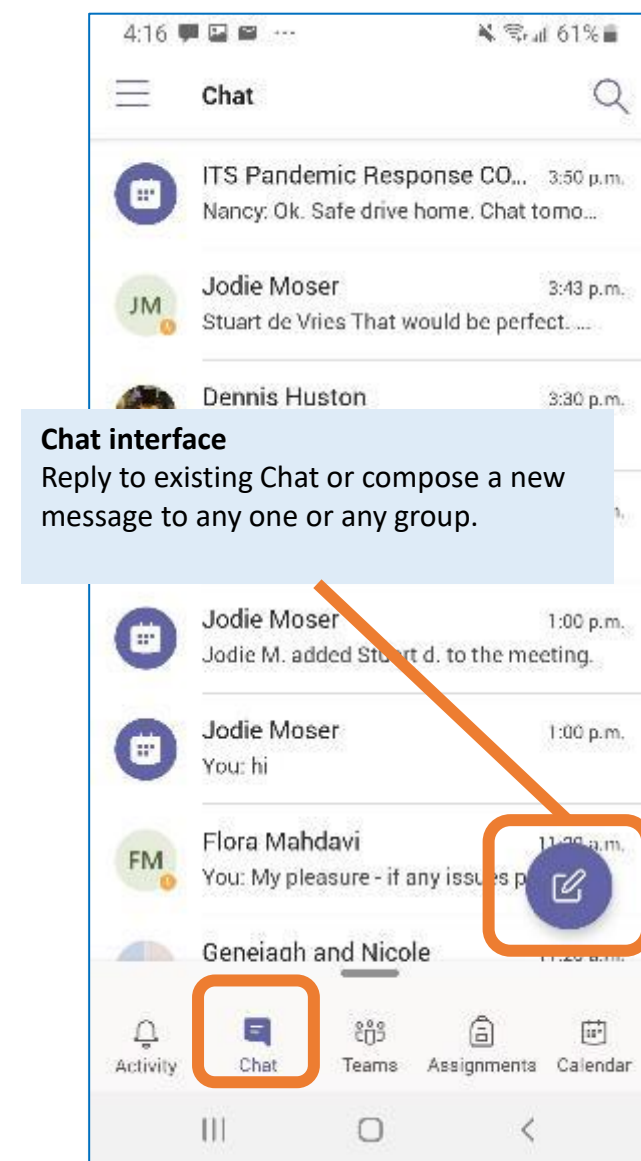 4:16 ... 61%
Chat
ITS Pandemic Response CO... 3:50 p.m.
Nancy: Ok. Safe drive home. Chat tomo...
JM Jodie Moser 3:43 p.m.
Stuart de Vries That would be perfect. ...
Dennis Huston 3:30 p.m.
Chat interface
Reply to existing Chat or compose a new
message to any one or any group.
Jodie Moser 1:00 p.m.
Jodie M. added Stuart d. to the meeting.
Jodie Moser 1:00 p.m.
You: hi
FM Flora Mahdavi a.m.
You: My pleasure - if any issues p
Geneiagh and Nicole
Activity Chat Teams Assignments Calendar